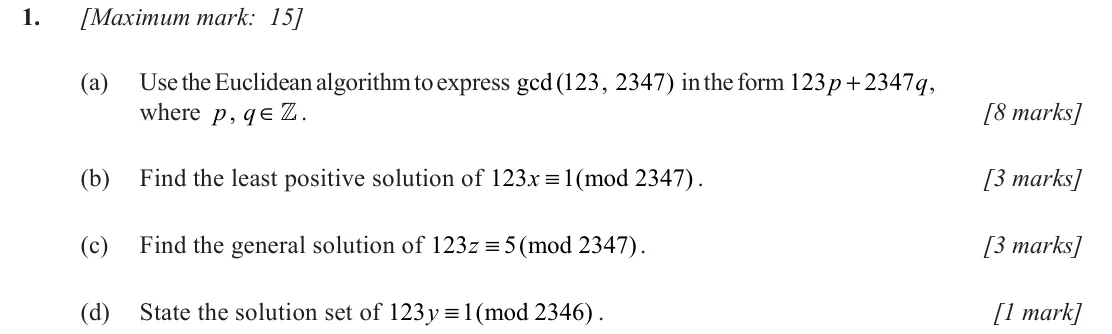 1. [Maximum mark: 15]
(a) Use the Euclidean algorithm to express gcd (123, 2347) in the form 123p + 2347q,
where p, q ∈ ℤ. [8 marks]
(b) Find the least positive solution of 123x ≡ 1(mod 2347). [3 marks]
(c) Find the general solution of 123z ≡ 5(mod 2347). [3 marks]
(d) State the solution set of 123y ≡ 1(mod 2346). [1 mark]